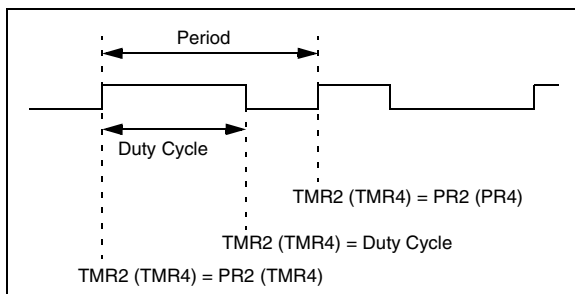 Period
Duty Cycle
TMR2 (TMR4) = PR2 (PR4)
TMR2 (TMR4) = Duty Cycle
TMR2 (TMR4) = PR2 (TMR4)